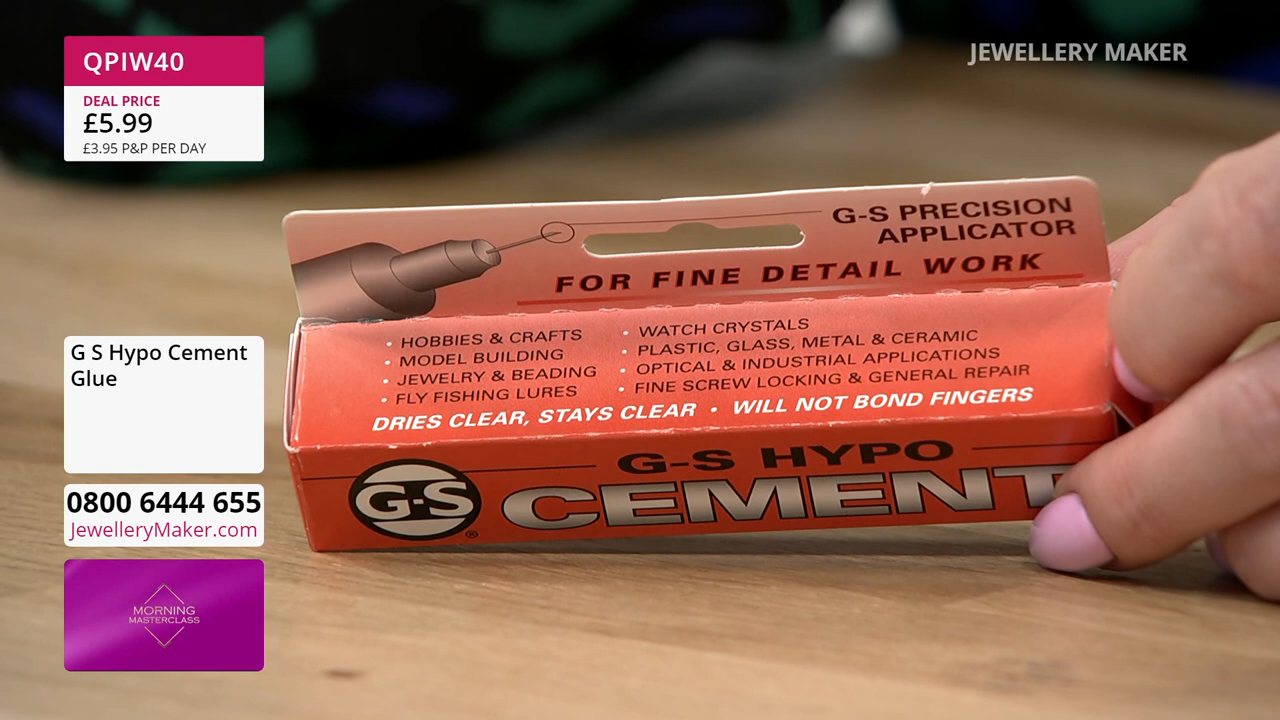 QPIW40
DEAL PRICE
£5.99
£3.95 P&P PER DAY
JEWELLERY MAKER
G-S PRECISION
APPLICATOR
FOR FINE DETAIL WORK
• HOBBIES & CRAFTS
• MODEL BUILDING
• JEWELRY & BEADING
• FLY FISHING LURES
• WATCH CRYSTALS
• PLASTIC, GLASS, METAL & CERAMIC
• OPTICAL & INDUSTRIAL APPLICATIONS
• FINE SCREW LOCKING & GENERAL REPAIR
DRIES CLEAR, STAYS CLEAR • WILL NOT BOND FINGERS
G-S HYPO
G-S®
CEMENT
G S Hypo Cement
Glue
0800 6444 655
JewelleryMaker.com
MORNING
MASTERCLASS